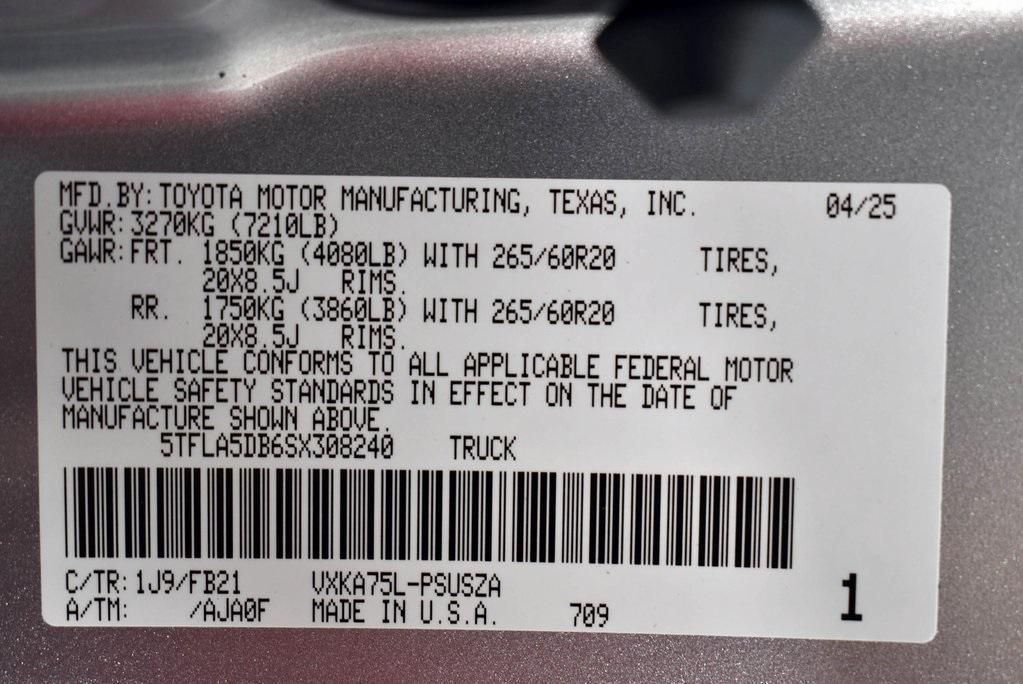 MFD.BY: TOYOTA MOTOR MANUFACTURING, TEXAS, INC. 04/25
GVWR: 3270KG (7210LB)
GAWR: FRT. 1850KG (4080LB) WITH 265/60R20 TIRES,
20X8.5J RIMS.
RR. 1750KG (3860LB) WITH 265/60R20 TIRES,
20X8.5J RIMS.
THIS VEHICLE CONFORMS TO ALL APPLICABLE FEDERAL MOTOR
VEHICLE SAFETY STANDARDS IN EFFECT ON THE DATE OF
MANUFACTURE SHOWN ABOVE.
5TFLA5DB6SX308240 TRUCK
C/TR: 1J9/FB21 VXKA75L-PSUSZA
A/TM: /AJA0F MADE IN U.S.A. 709 1